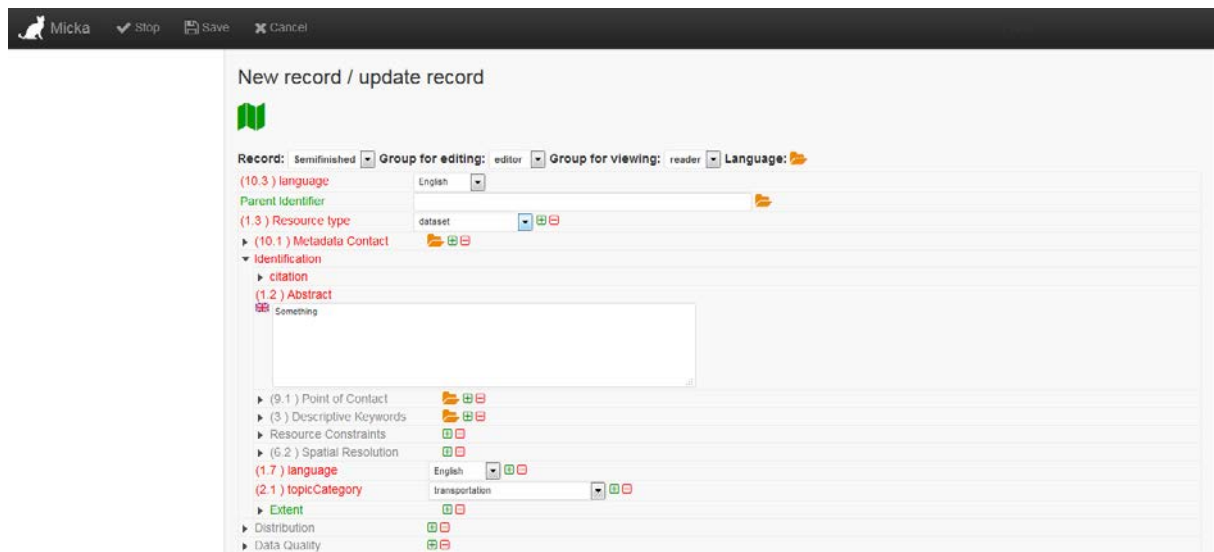 Micka Stop Save Cancel
New record / update record
Record: Semifinished Group for editing: editor Group for viewing: reader Language:
(10.3 ) language English
Parent Identifier
(1.3 ) Resource type dataset
(10.1 ) Metadata Contact
Identification
citation
(1.2 ) Abstract
Something
(9.1 ) Point of Contact
(3 ) Descriptive Keywords
Resource Constraints
(6.2 ) Spatial Resolution
(1.7 ) language English
(2.1 ) topicCategory transportation
Extent
Distribution
Data Quality